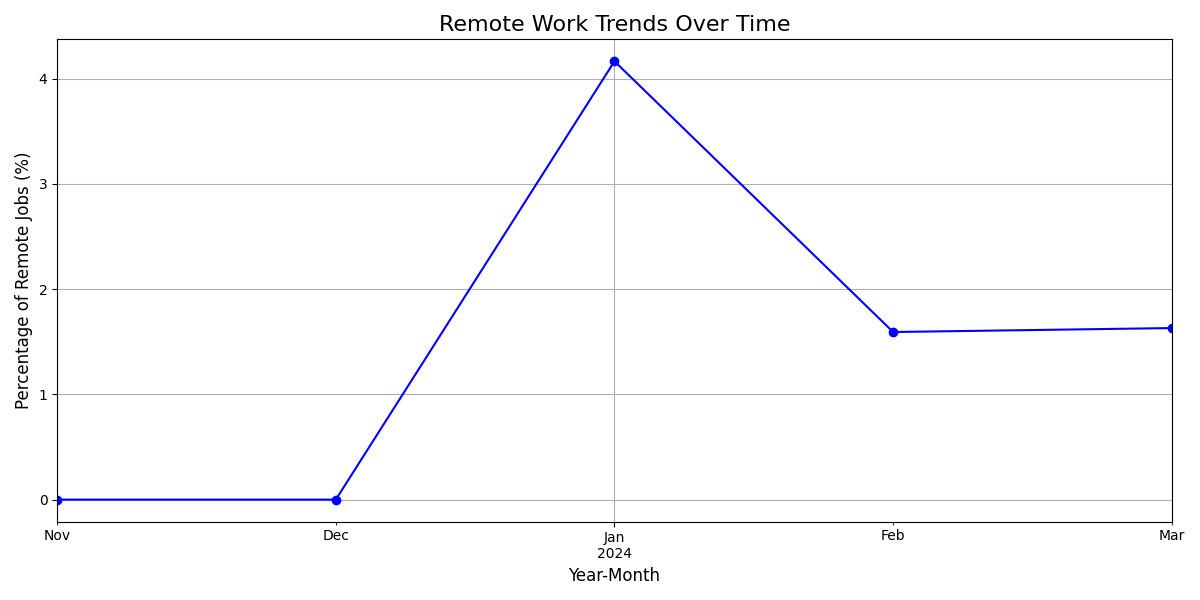 Remote Work Trends Over Time
Percentage of Remote Jobs (%)
4
3
2
1
0
Nov Dec Jan Feb Mar
2024
Year-Month